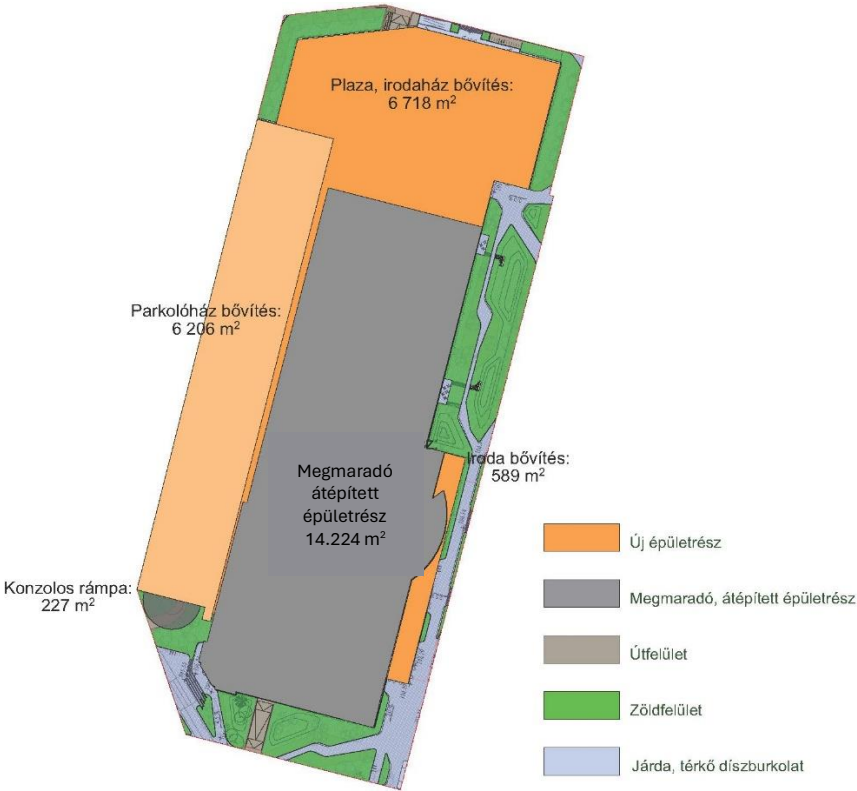 Plaza, irodaház bővítés:
6 718 m²
Parkolóház bővítés:
6 206 m²
Iroda bővítés:
589 m²
Megmaradó
átépített
épületrész
14.224 m²
Konzolos rámpa:
227 m²
Új épületrész
Megmaradó, átépített épületrész
Útfelület
Zöldfelület
Járda, térkő díszburkolat